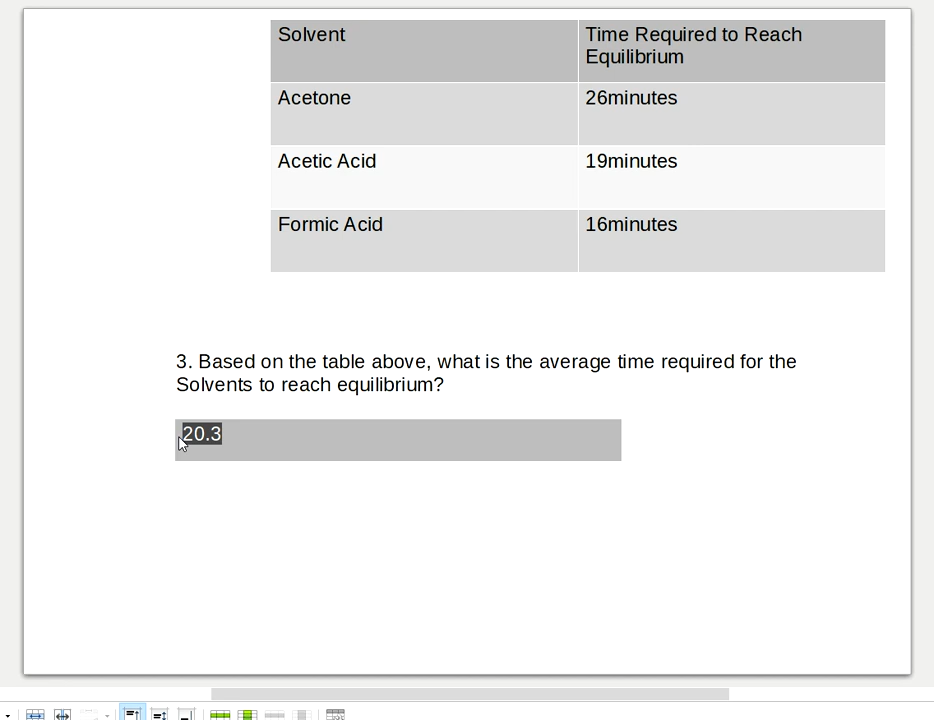 Solvent
Time Required to Reach
Equilibrium
Acetone
26minutes
Acetic Acid
19minutes
Formic Acid
16minutes
3. Based on the table above, what is the average time required for the
Solvents to reach equilibrium?
20.3